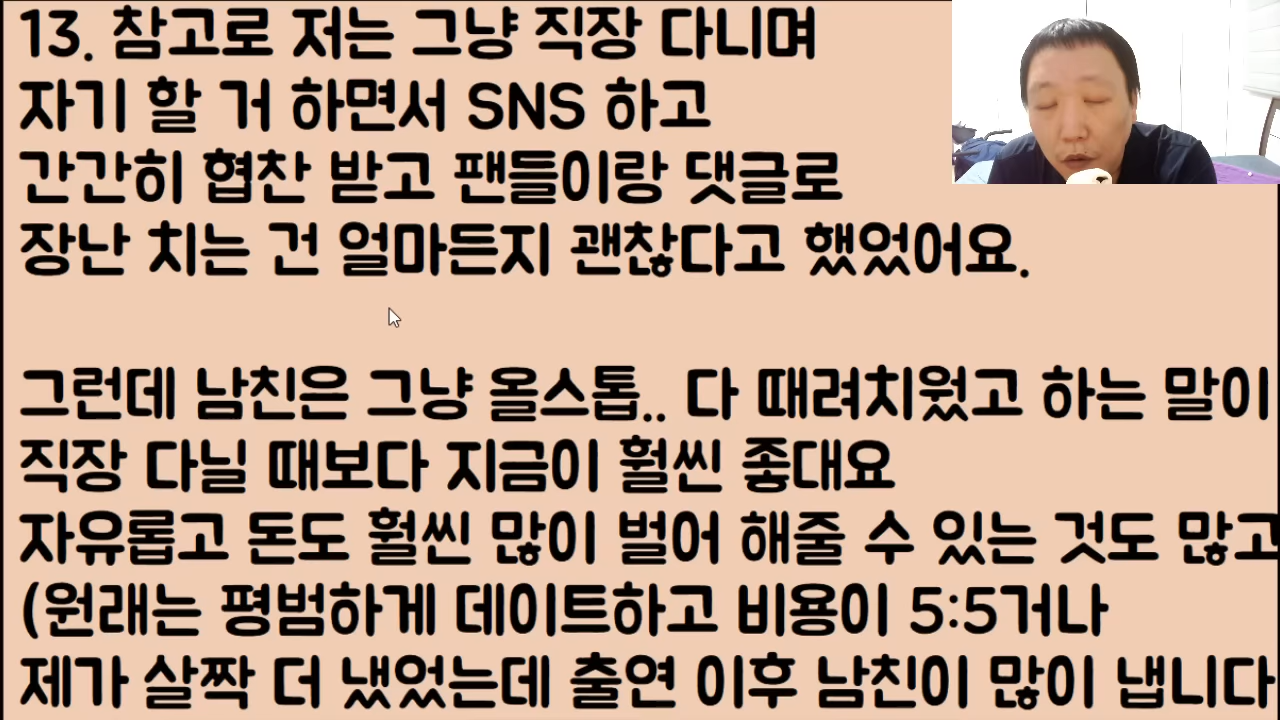 13. 참고로 저는 그냥 직장 다니며
자기 할 거 하면서 SNS 하고
간간히 협찬 받고 팬들이랑 댓글로
장난 치는 건 얼마든지 괜찮다고 했었어요.
그런데 남친은 그냥 올스톱.. 다 때려치웠고 하는 말이
직장 다닐 때보다 지금이 훨씬 좋대요
자유롭고 돈도 훨씬 많이 벌어 해줄 수 있는 것도 많고
(원래는 평범하게 데이트하고 비용이 5:5거나
제가 살짝 더 냈었는데 출연 이후 남친이 많이 냅니다